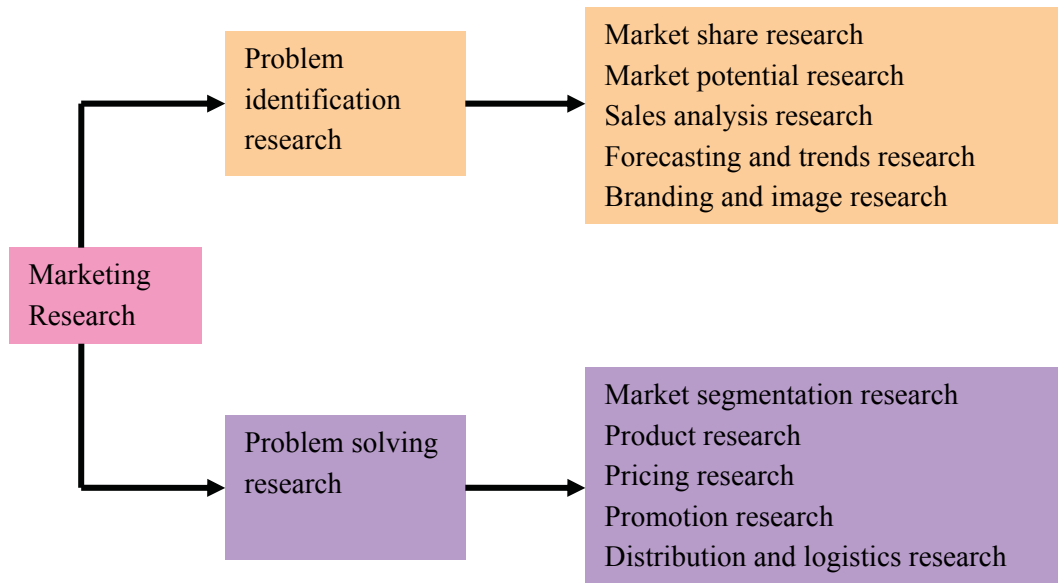 Problem
identification
research
Market share research
Market potential research
Sales analysis research
Forecasting and trends research
Branding and image research
Marketing
Research
Problem solving
research
Market segmentation research
Product research
Pricing research
Promotion research
Distribution and logistics research